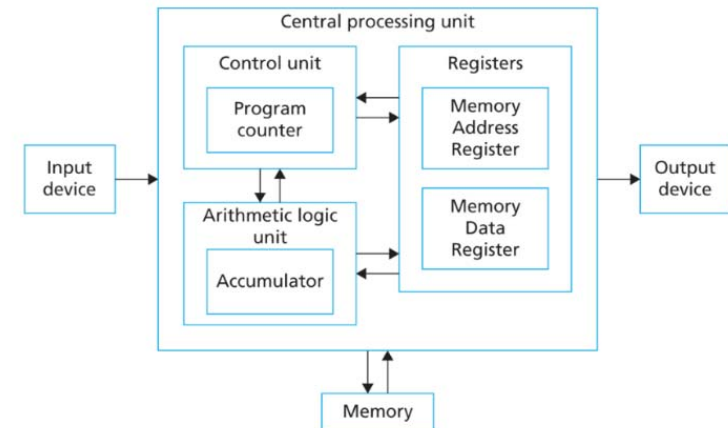 Central processing unit
Control unit
Program
counter
Registers
Memory
Address
Register
Input
device
Output
device
Arithmetic logic
unit
Accumulator
Memory
Data
Register
Memory